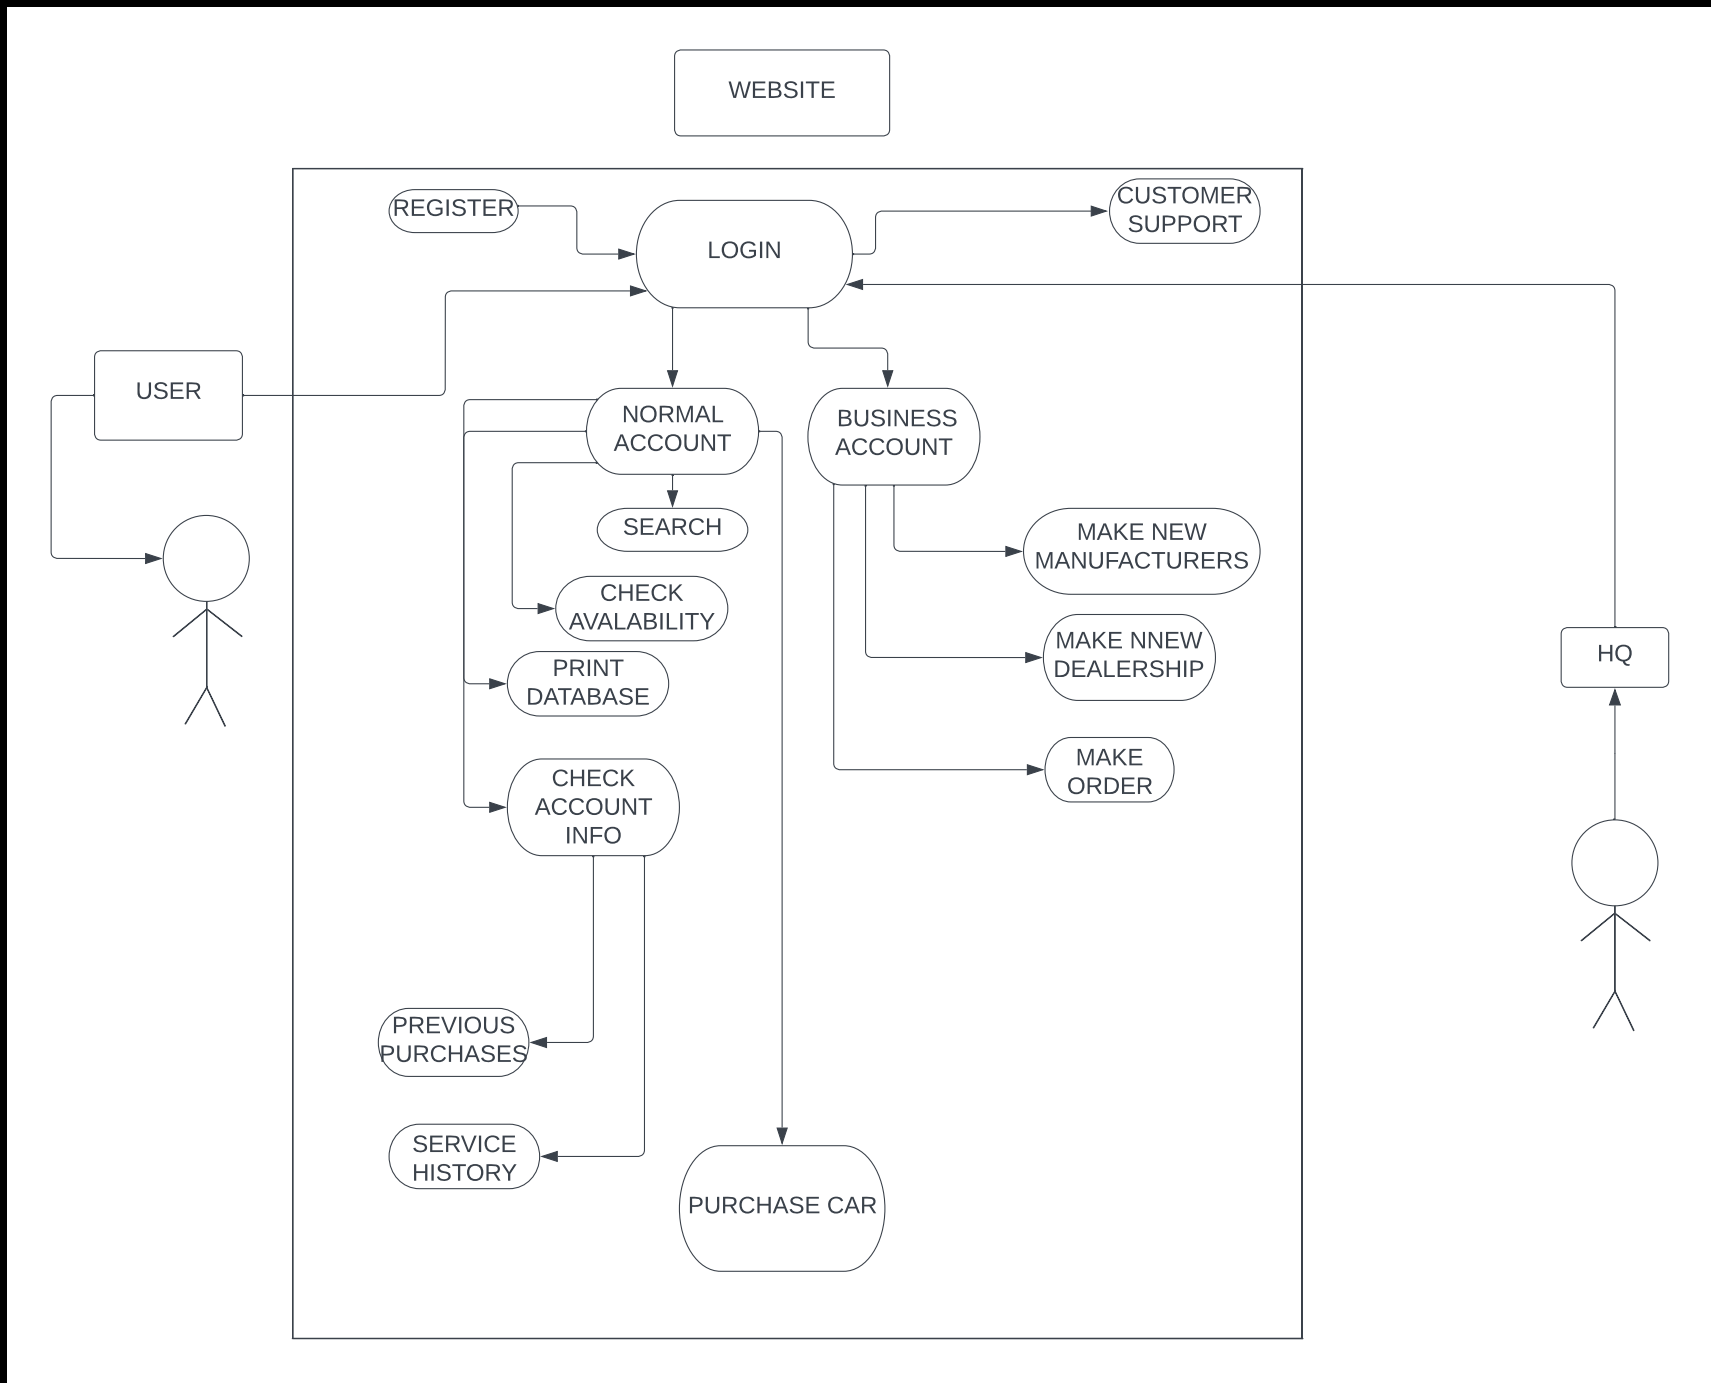 WEBSITE
REGISTER
LOGIN
CUSTOMER
SUPPORT
USER
NORMAL
ACCOUNT
BUSINESS
ACCOUNT
SEARCH
MAKE NEW
MANUFACTURERS
CHECK
AVALABILITY
MAKE NNEW
DEALERSHIP
HQ
PRINT
DATABASE
MAKE
ORDER
CHECK
ACCOUNT
INFO
PREVIOUS
PURCHASES
SERVICE
HISTORY
PURCHASE CAR